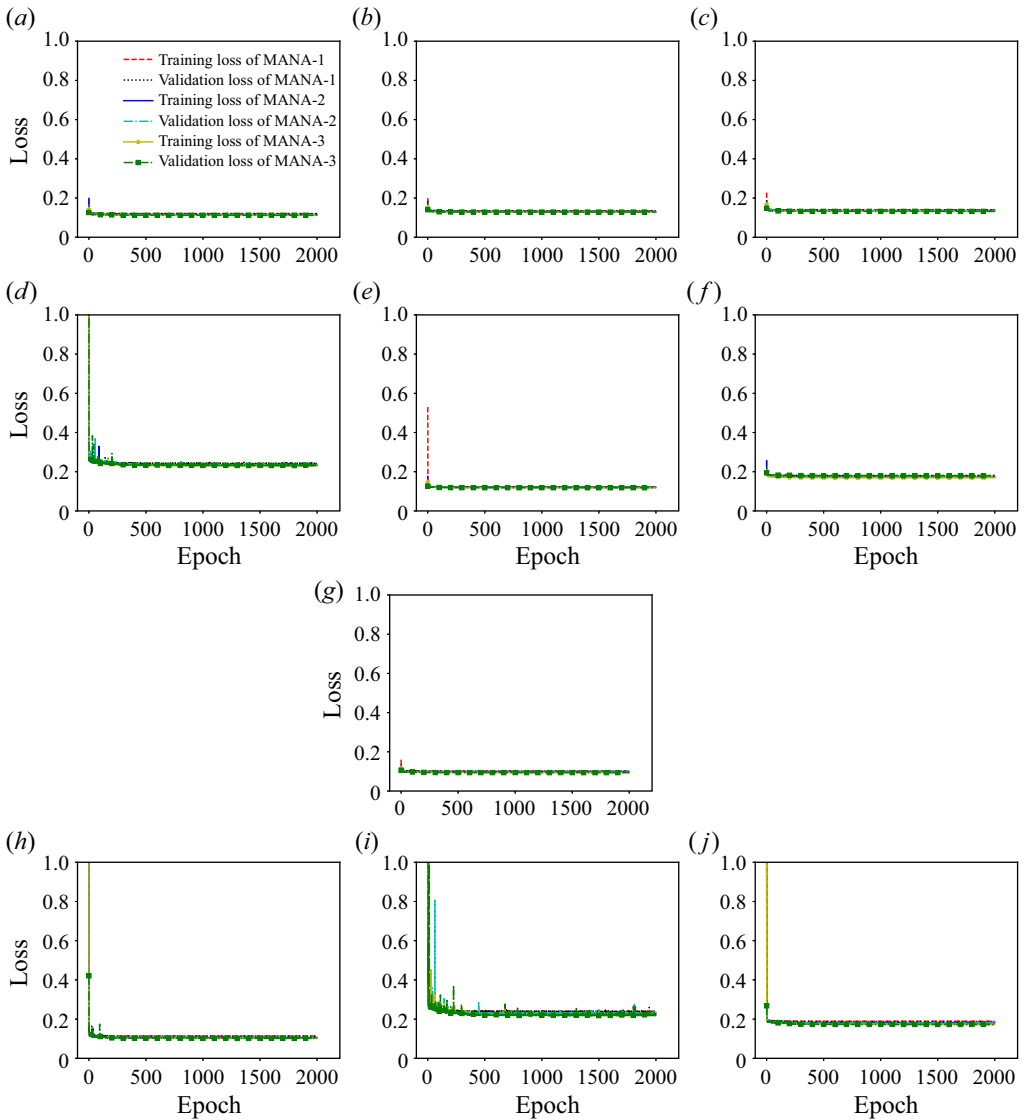 (a)
(b)
(c)
1.0
0.8
0.6
0.4
0.2
0
Loss
Training loss of MANA-1
Validation loss of MANA-1
Training loss of MANA-2
Validation loss of MANA-2
Training loss of MANA-3
Validation loss of MANA-3
0 500 1000 1500 2000
1.0
0.8
0.6
0.4
0.2
0
0 500 1000 1500 2000
1.0
0.8
0.6
0.4
0.2
0
0 500 1000 1500 2000
(d)
(e)
(f)
1.0
0.8
0.6
0.4
0.2
0
Loss
0 500 1000 1500 2000
Epoch
1.0
0.8
0.6
0.4
0.2
0
0 500 1000 1500 2000
Epoch
1.0
0.8
0.6
0.4
0.2
0
0 500 1000 1500 2000
Epoch
(g)
1.0
0.8
0.6
0.4
0.2
0
Loss
0 500 1000 1500 2000
(h)
(i)
(j)
1.0
0.8
0.6
0.4
0.2
0
Loss
0 500 1000 1500 2000
Epoch
1.0
0.8
0.6
0.4
0.2
0
0 500 1000 1500 2000
Epoch
1.0
0.8
0.6
0.4
0.2
0
0 500 1000 1500 2000
Epoch